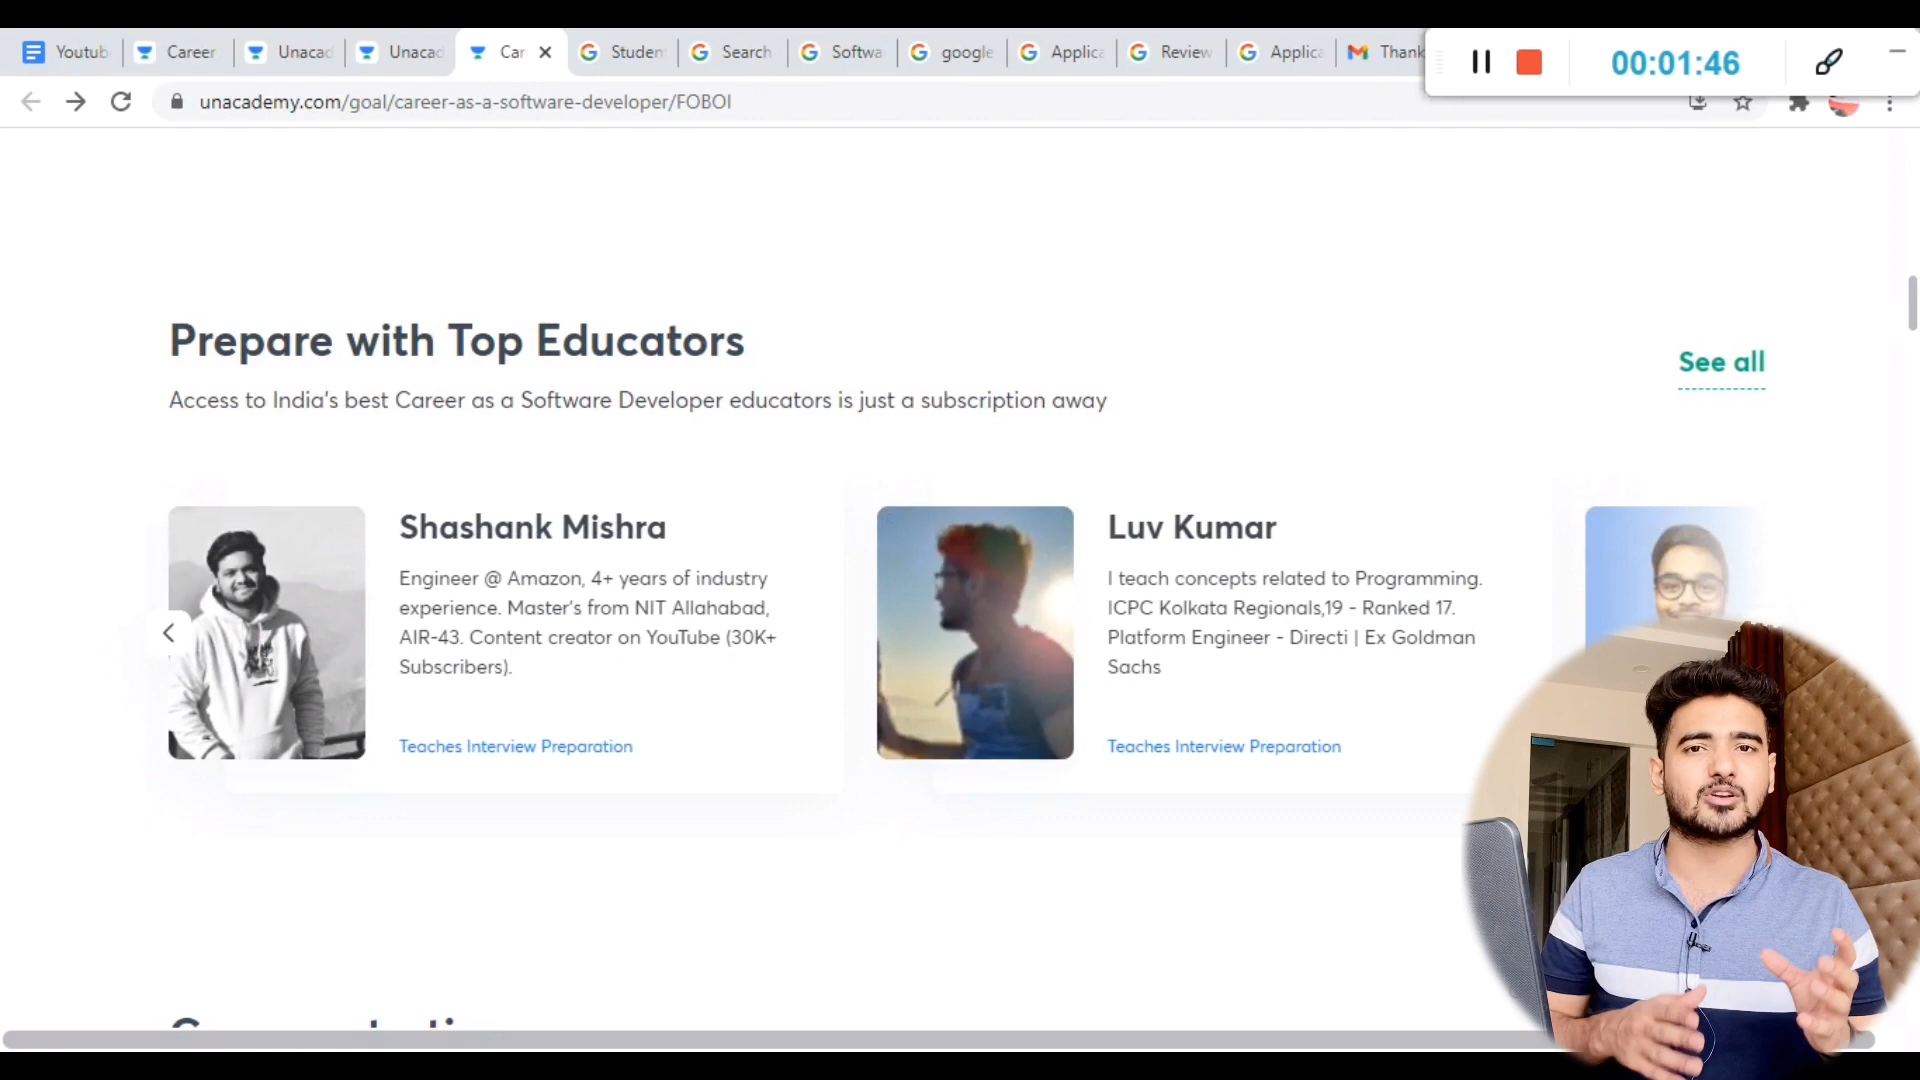 Youtub
Career
Unacad
Unacad
Car
Studen
Search
Softwa
google
Applica
Review
Applica
Thank
00:01:46
unacademy.com/goal/career-as-a-software-developer/FOBOI
Prepare with Top Educators
See all
Access to India's best Career as a Software Developer educators is just a subscription away
Shashank Mishra
Engineer @ Amazon, 4+ years of industry
experience. Master's from NIT Allahabad,
AIR-43. Content creator on YouTube (30K+
Subscribers).
Teaches Interview Preparation
Luv Kumar
I teach concepts related to Programming.
ICPC Kolkata Regionals,19 - Ranked 17.
Platform Engineer - Directi | Ex Goldman
Sachs
Teaches Interview Preparation